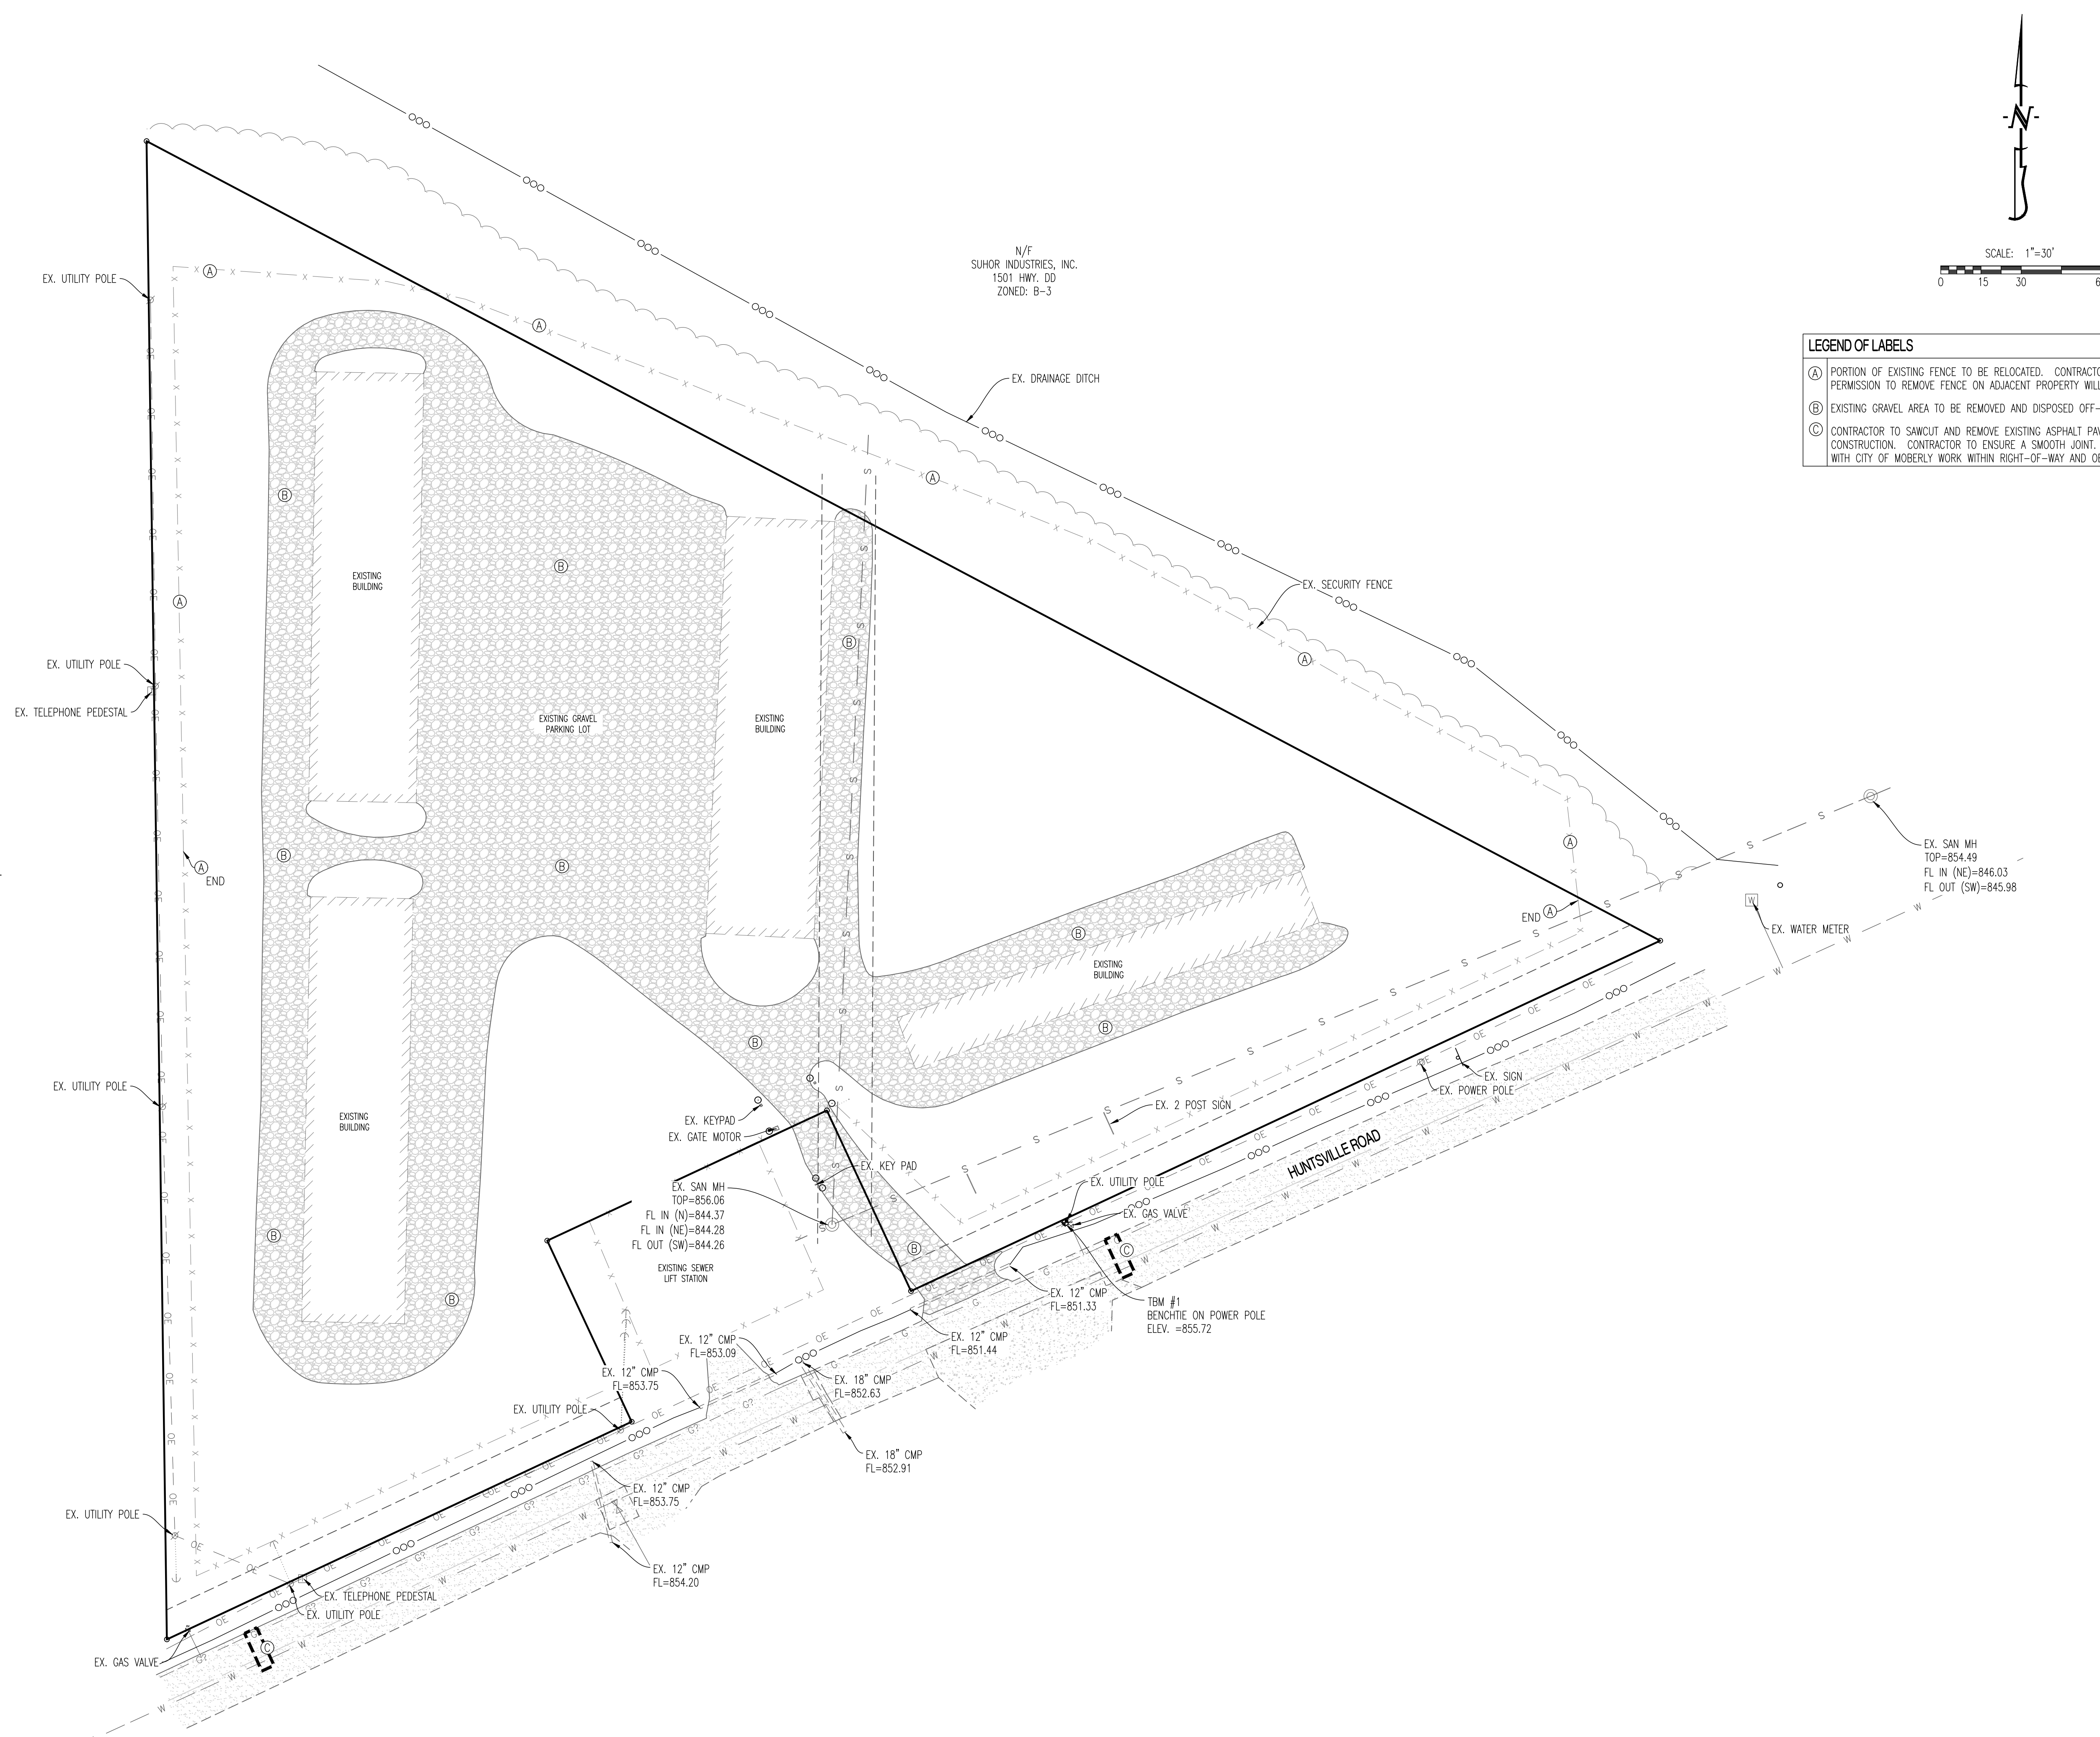 N
N/F
SUHOR INDUSTRIES, INC.
1501 HWY. DD
ZONED: B-3
SCALE: 1"=30'
0 15 30 6
LEGEND OF LABELS
A PORTION OF EXISTING FENCE TO BE RELOCATED. CONTRACTO
PERMISSION TO REMOVE FENCE ON ADJACENT PROPERTY WILL
B EXISTING GRAVEL AREA TO BE REMOVED AND DISPOSED OFF-
C CONTRACTOR TO SAWCUT AND REMOVE EXISTING ASPHALT PAV
CONSTRUCTION. CONTRACTOR TO ENSURE A SMOOTH JOINT.
WITH CITY OF MOBERLY WORK WITHIN RIGHT-OF-WAY AND OB
EX. UTILITY POLE
A
A
EX. DRAINAGE DITCH
A
B
B
EXISTING
BUILDING
EX. SECURITY FENCE
A
B
A
EX. UTILITY POLE
EX. TELEPHONE PEDESTAL
EXISTING GRAVEL
PARKING LOT
EXISTING
BUILDING
A
EX. SAN MH
TOP=854.49
FL IN (NE)=846.03
FL OUT (SW)=845.98
B
B
A
END
END A
W
EX. WATER METER
B
EXISTING
BUILDING
B
B
EX. UTILITY POLE
EXISTING
BUILDING
EX. SIGN
EX. POWER POLE
EX. 2 POST SIGN
EX. KEYPAD
EX. GATE MOTOR
HUNTSVILLE ROAD
EX. KEY PAD
EX. UTILITY POLE
EX. GAS VALVE
EX. SAN MH
TOP=856.06
FL IN (N)=844.37
FL IN (NE)=844.28
FL OUT (SW)=844.26
B
B
C
EXISTING SEWER
LIFT STATION
B
EX. 12" CMP
FL=851.33
TBM #1
BENCHTIE ON POWER POLE
ELEV. =855.72
EX. 12" CMP
FL=851.44
EX. 12" CMP
FL=853.09
EX. 12" CMP
FL=853.75
EX. 18" CMP
FL=852.63
EX. UTILITY POLE
EX. 18" CMP
FL=852.91
EX. 12" CMP
FL=853.75
EX. UTILITY POLE
EX. 12" CMP
FL=854.20
EX. TELEPHONE PEDESTAL
EX. UTILITY POLE
C
EX. GAS VALVE